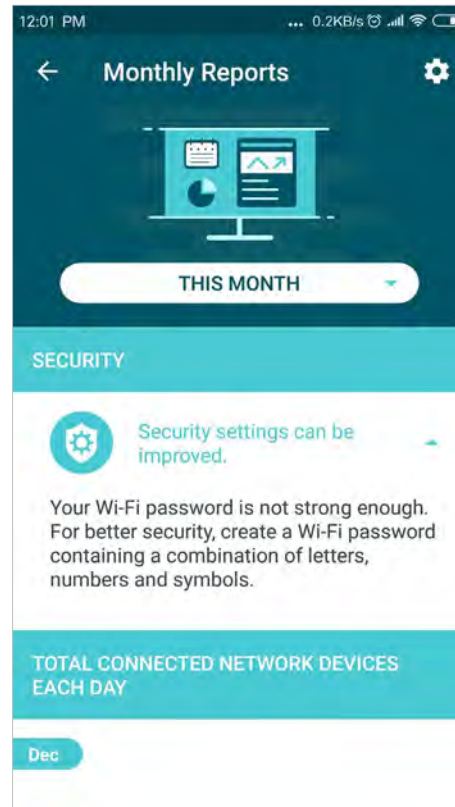 12:01 PM ... 0.2KB/s
Monthly Reports
THIS MONTH
SECURITY
Security settings can be
improved.
Your Wi-Fi password is not strong enough.
For better security, create a Wi-Fi password
containing a combination of letters,
numbers and symbols.
TOTAL CONNECTED NETWORK DEVICES
EACH DAY
Dec